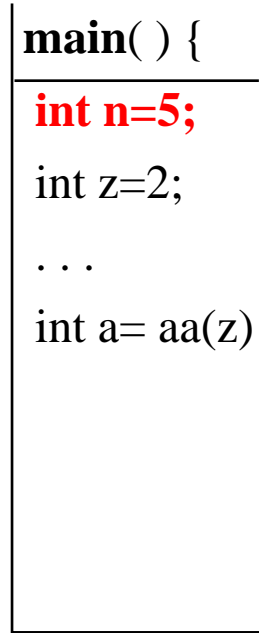 main( ) {
int n=5;
int z=2;
. . .
int a= aa(z)